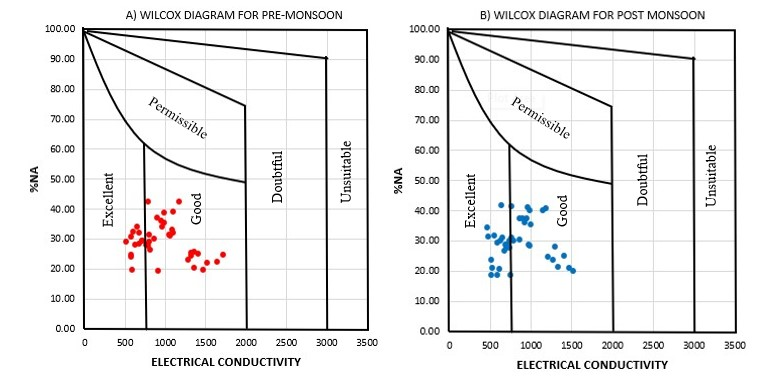 A) WILCOX DIAGRAM FOR PRE-MONSOON
100.00
90.00
80.00
70.00
60.00
50.00
40.00
30.00
20.00
10.00
0.00
%NA
Permissible
Excellent
Good
Doubtful
Unsuitable
0 500 1000 1500 2000 2500 3000 3500
ELECTRICAL CONDUCTIVITY
B) WILCOX DIAGRAM FOR POST MONSOON
100.00
90.00
80.00
70.00
60.00
50.00
40.00
30.00
20.00
10.00
0.00
%NA
Permissible
Excellent
Good
Doubtful
Unsuitable
0 500 1000 1500 2000 2500 3000 3500
ELECTRICAL CONDUCTIVITY